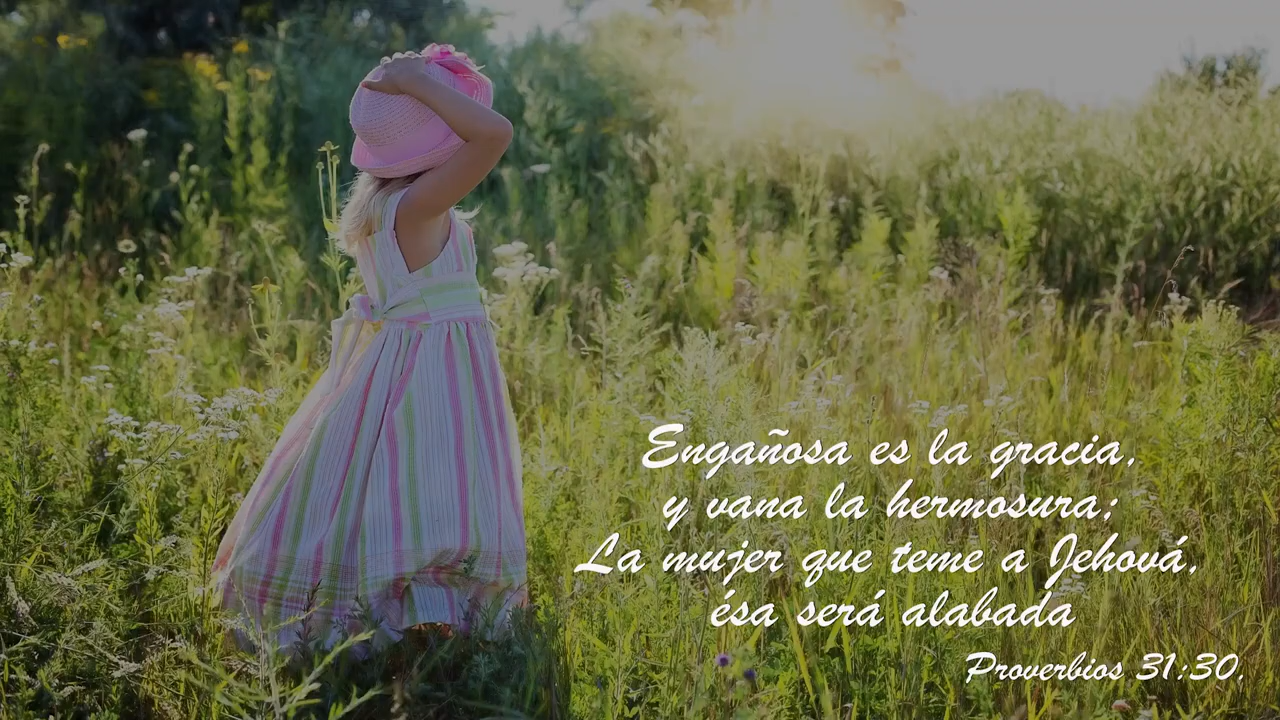 Engañosa es la gracia,
y vana la hermosura;
La mujer que teme a Jehová,
ésa será alabada
Proverbios 31:30.